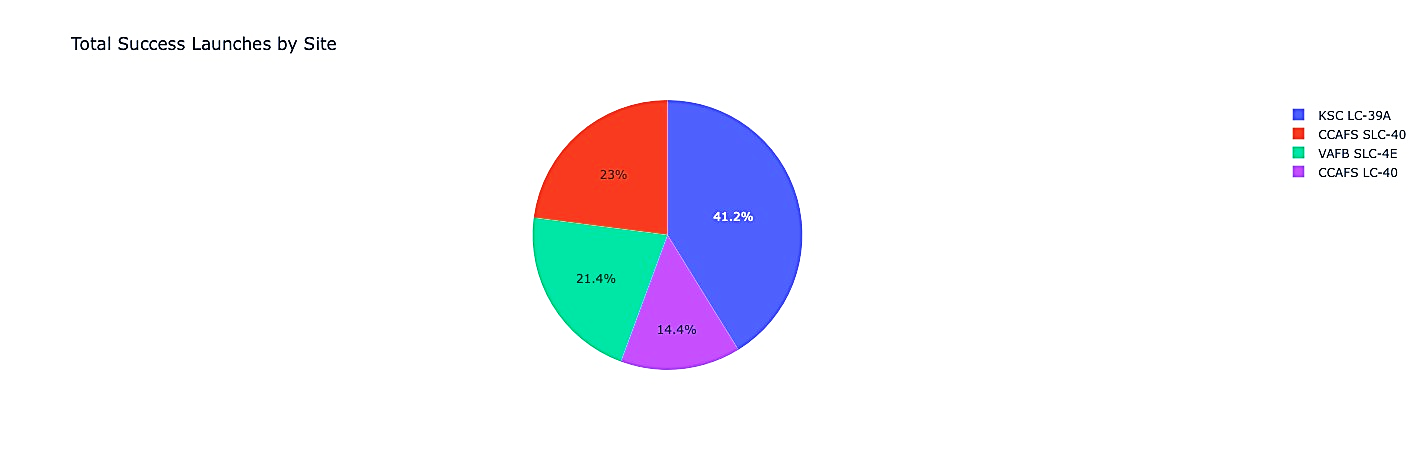 Total Success Launches by Site
KSC LC-39A
CCAFS SLC-40
VAFB SLC-4E
CCAFS LC-40
23%
41.2%
21.4%
14.4%